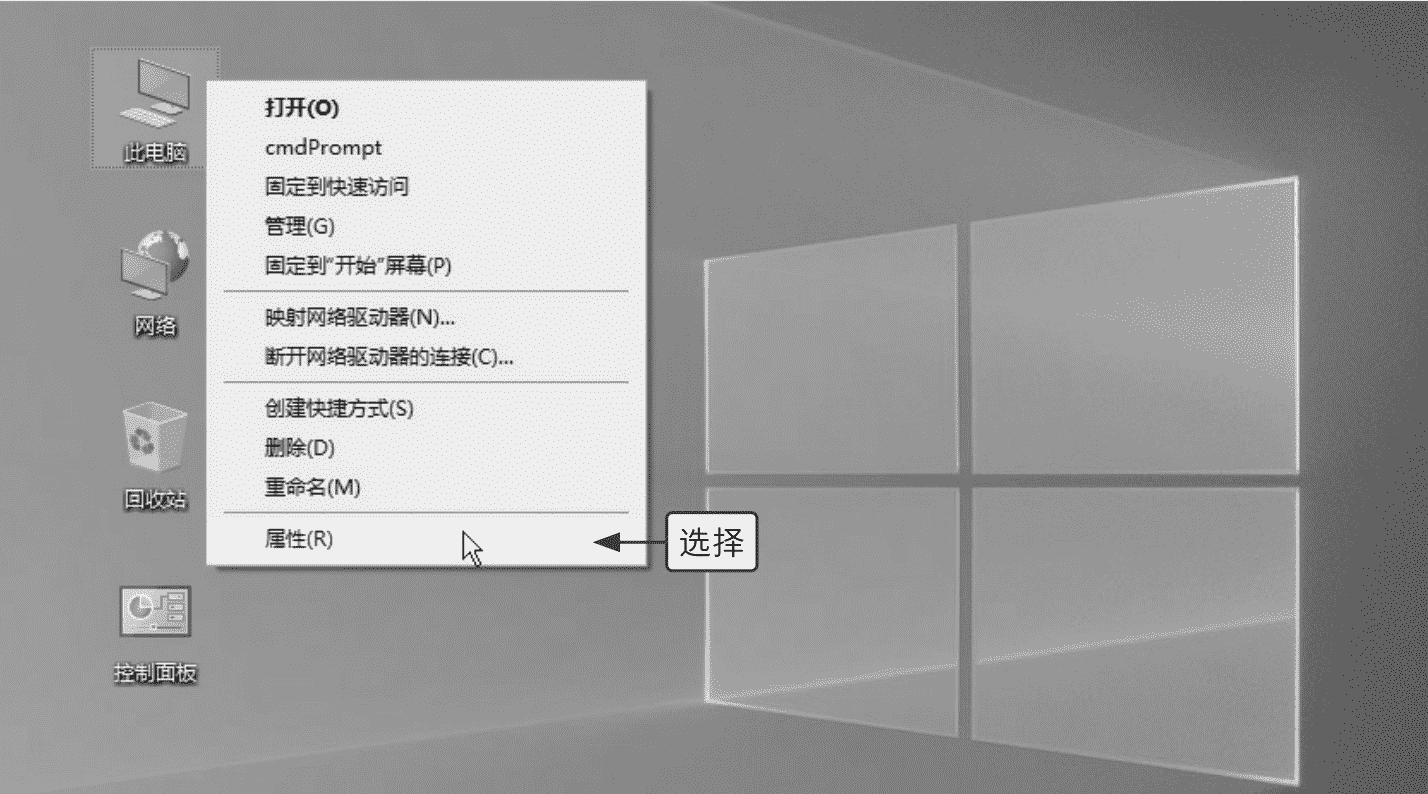 此电脑
网络
回收站
控制面板
打开(O)
cmdPrompt
固定到快速访问
管理(G)
固定到"开始"屏幕(P)
映射网络驱动器(N)...
断开网络驱动器的连接(C)...
创建快捷方式(S)
删除(D)
重命名(M)
属性(R)
选择